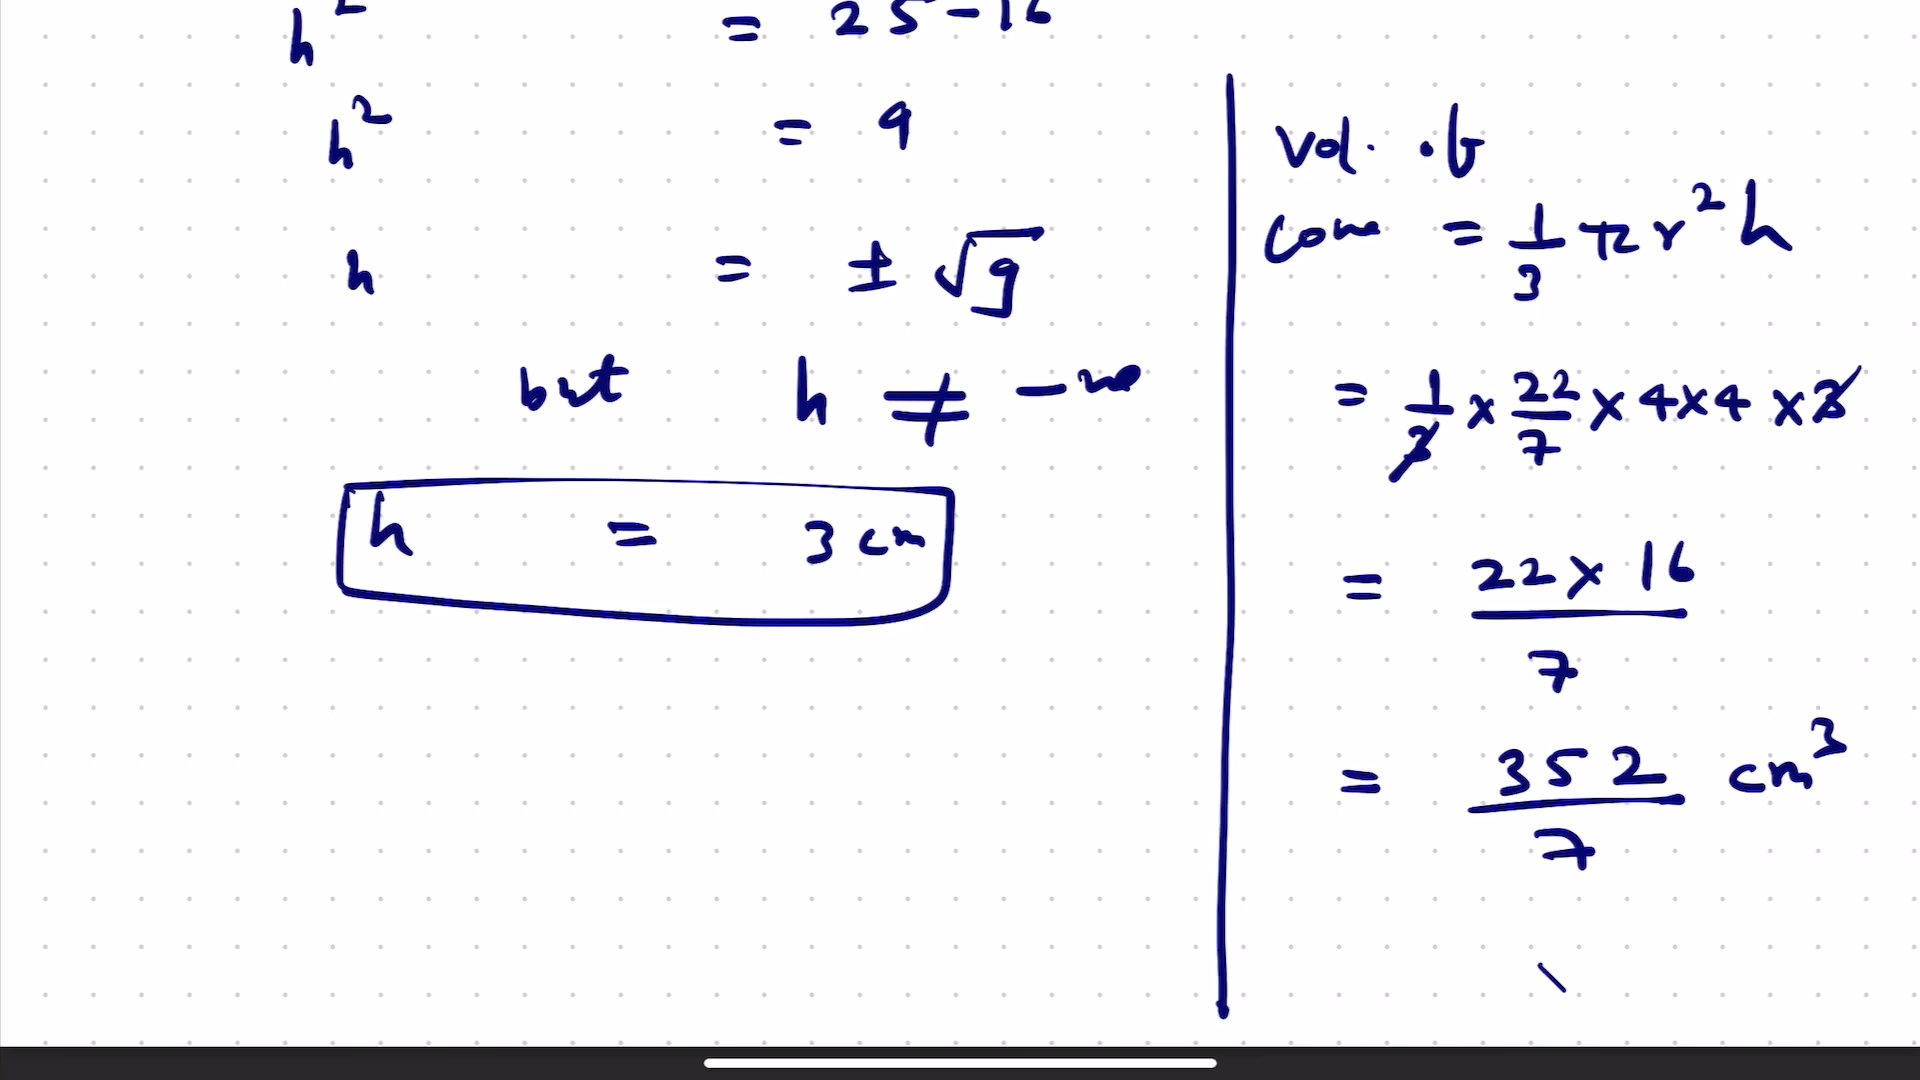 h² = 25-16
h² = 9
h = ± √9
but h ≠ -ve
h = 3 cm
Vol. of
Cone = 1/3 π r² h
= 1/3 × 22/7 × 4×4 ×3
= 22×16/7
= 352/7 cm³